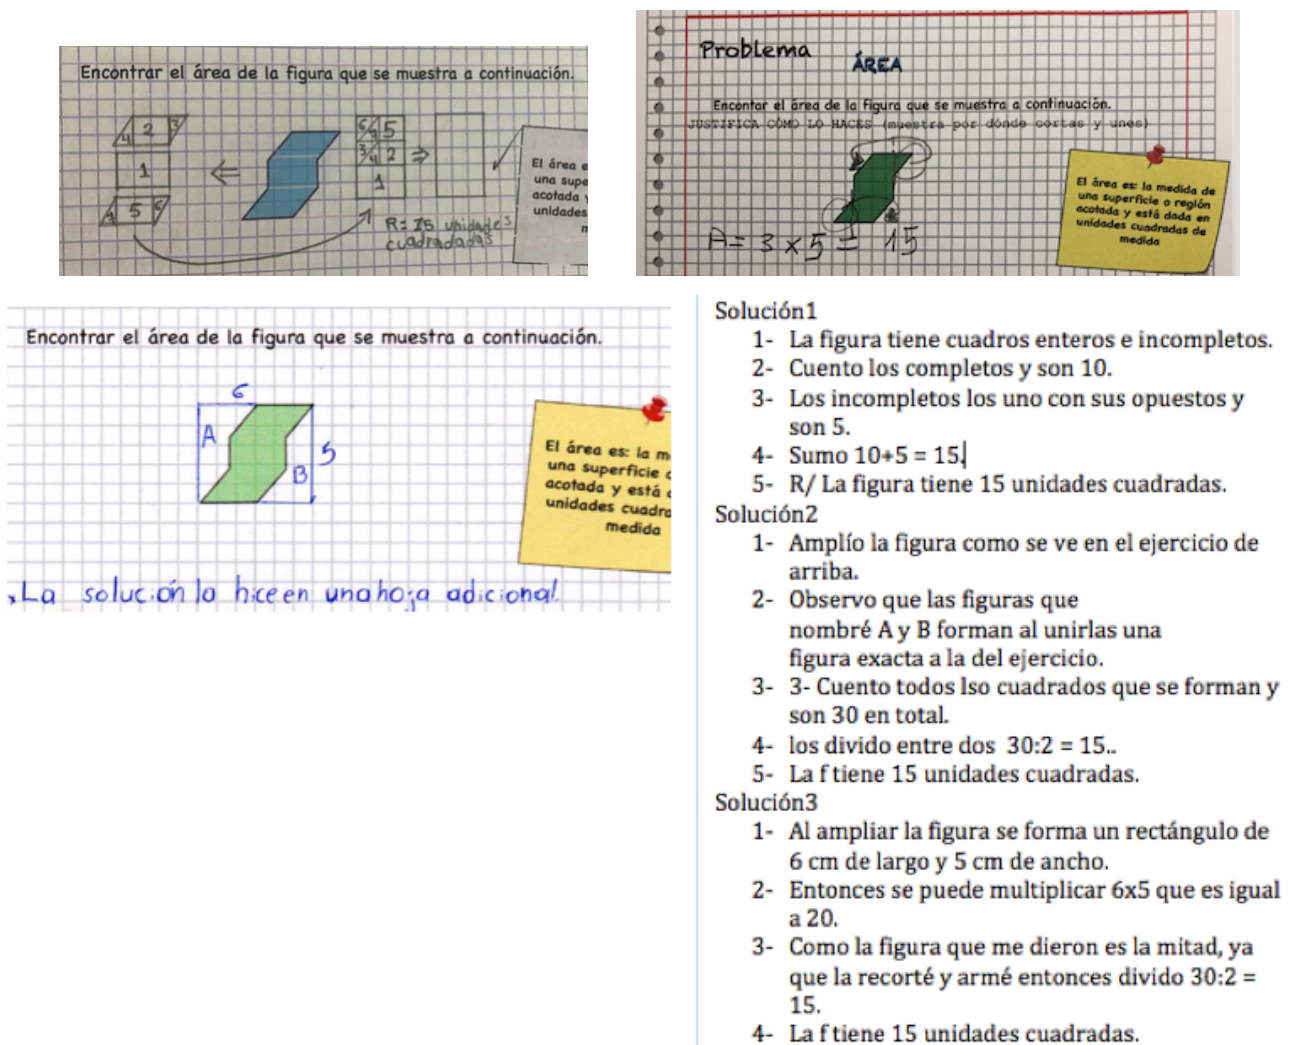 Encontrar el área de la figura que se muestra a continuación.
4 2 3
1
7 5 6
6 7 5
3 4 2
1
R= 15 unidades
cuadradadas
El área e
una supe
acotada y
unidades
Problema
ÁREA
Encontar el área de la figura que se muestra a continuación.
JUSTIFICA CÓMO LO HACES (muestra por dónde cortas y unes)
A= 3 x 5 = 15
El área es: la medida de
una superficie o región
acotada y está dada en
unidades cuadradas de
medida
Encontrar el área de la figura que se muestra a continuación.
6
A
5
B
El área es: la m
una superficie o
acotada y está
unidades cuadra
medida
La solución la hice en una hoja adicional.
Solución1
1- La figura tiene cuadros enteros e incompletos.
2- Cuento los completos y son 10.
3- Los incompletos los uno con sus opuestos y
son 5.
4- Sumo 10+5 = 15.
5- R/ La figura tiene 15 unidades cuadradas.
Solución2
1- Amplío la figura como se ve en el ejercicio de
arriba.
2- Observo que las figuras que
nombré A y B forman al unirlas una
figura exacta a la del ejercicio.
3- 3- Cuento todos lso cuadrados que se forman y
son 30 en total.
4- los divido entre dos 30:2 = 15..
5- La f tiene 15 unidades cuadradas.
Solución3
1- Al ampliar la figura se forma un rectángulo de
6 cm de largo y 5 cm de ancho.
2- Entonces se puede multiplicar 6x5 que es igual
a 20.
3- Como la figura que me dieron es la mitad, ya
que la recorté y armé entonces divido 30:2 =
15.
4- La f tiene 15 unidades cuadradas.